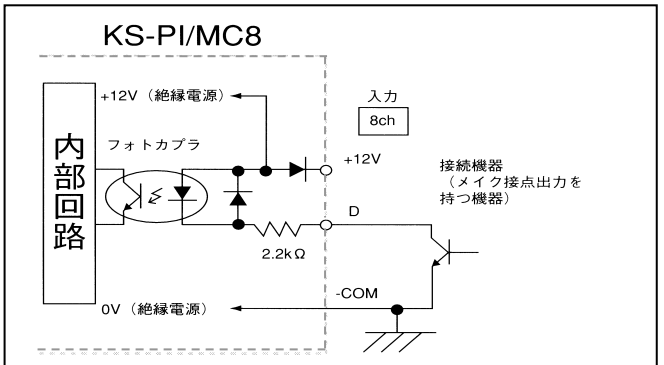 KS-PI/MC8
+12V（絶縁電源）
入力
8ch
フォトカプラ
+12V
内部回路
接続機器
（メイク接点出力を
持つ機器）
D
2.2kΩ
-COM
0V（絶縁電源）